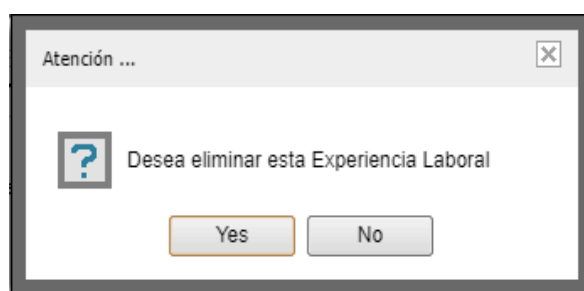 Atención ...
Desea eliminar esta Experiencia Laboral
Yes No